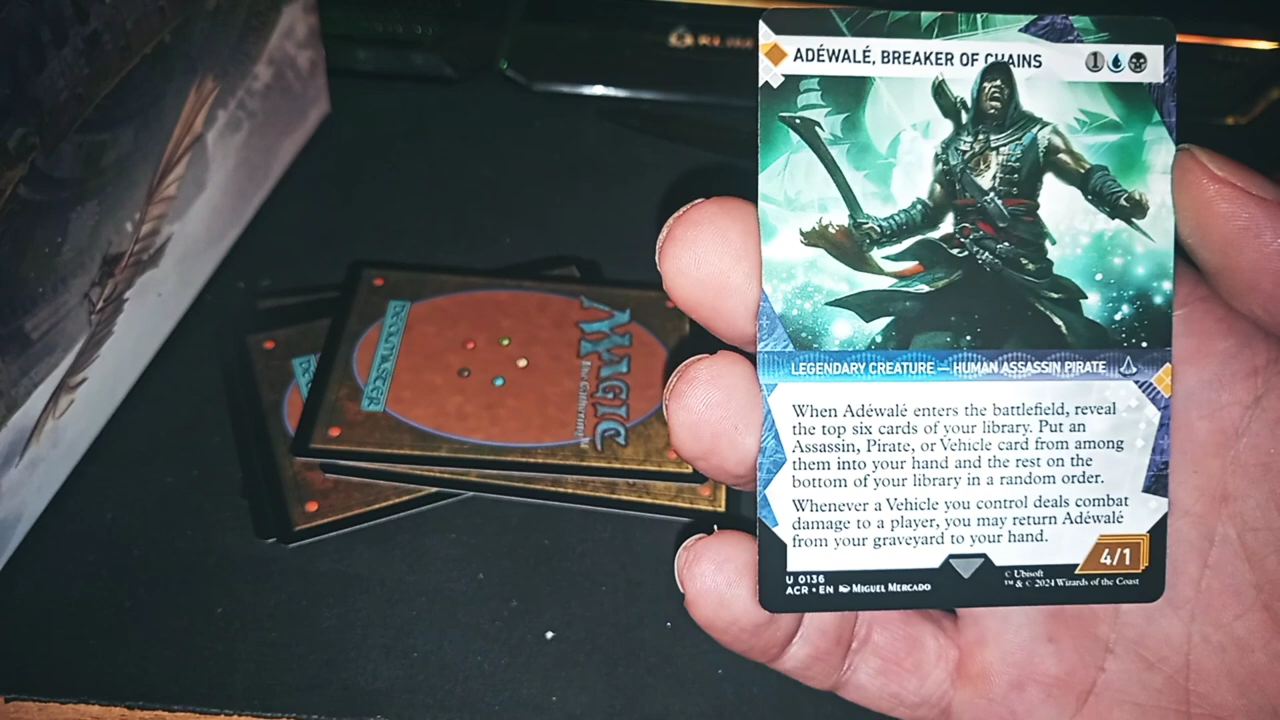 ADÉWALÉ, BREAKER OF CHAINS
1
LEGENDARY CREATURE — HUMAN ASSASSIN PIRATE
When Adéwalé enters the battlefield, reveal
the top six cards of your library. Put an
Assassin, Pirate, or Vehicle card from among
them into your hand and the rest on the
bottom of your library in a random order.
Whenever a Vehicle you control deals combat
damage to a player, you may return Adéwalé
from your graveyard to your hand.
4/1
U 0136
ACR • EN MIGUEL MERCADO
© Ubisoft
™ & © 2024 Wizards of the Coast
MAGIC
The Gathering
DECKMASTER